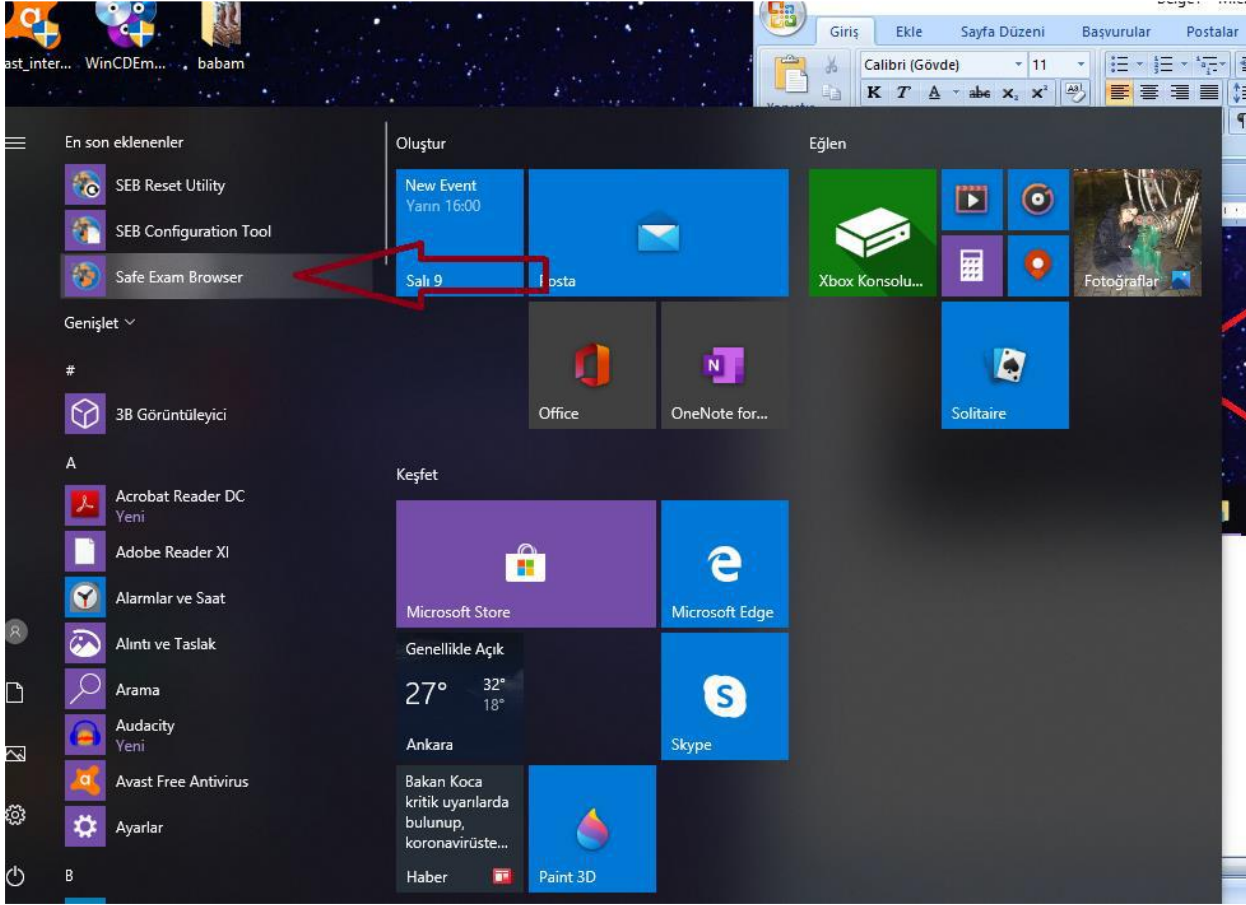 ast_inter...
WinCDEm...
babam
Giriş
Ekle
Sayfa Düzeni
Başvurular
Postalar
Calibri (Gövde)
11
K T A abc x₂ x²
En son eklenenler
SEB Reset Utility
SEB Configuration Tool
Safe Exam Browser
Genişlet
#
3B Görüntüleyici
A
Acrobat Reader DC
Yeni
Adobe Reader XI
Alarmlar ve Saat
Alıntı ve Taslak
Arama
Audacity
Yeni
Avast Free Antivirus
Ayarlar
B
Oluştur
New Event
Yarın 16:00
Salı 9
Posta
Office
OneNote for...
Keşfet
Microsoft Store
Microsoft Edge
Genellikle Açık
27°
32°
18°
Ankara
Skype
Bakan Koca
kritik uyarılarda
bulunup,
koronavirüste...
Haber
Paint 3D
Eğlen
Xbox Konsolu...
Fotoğraflar
Solitaire